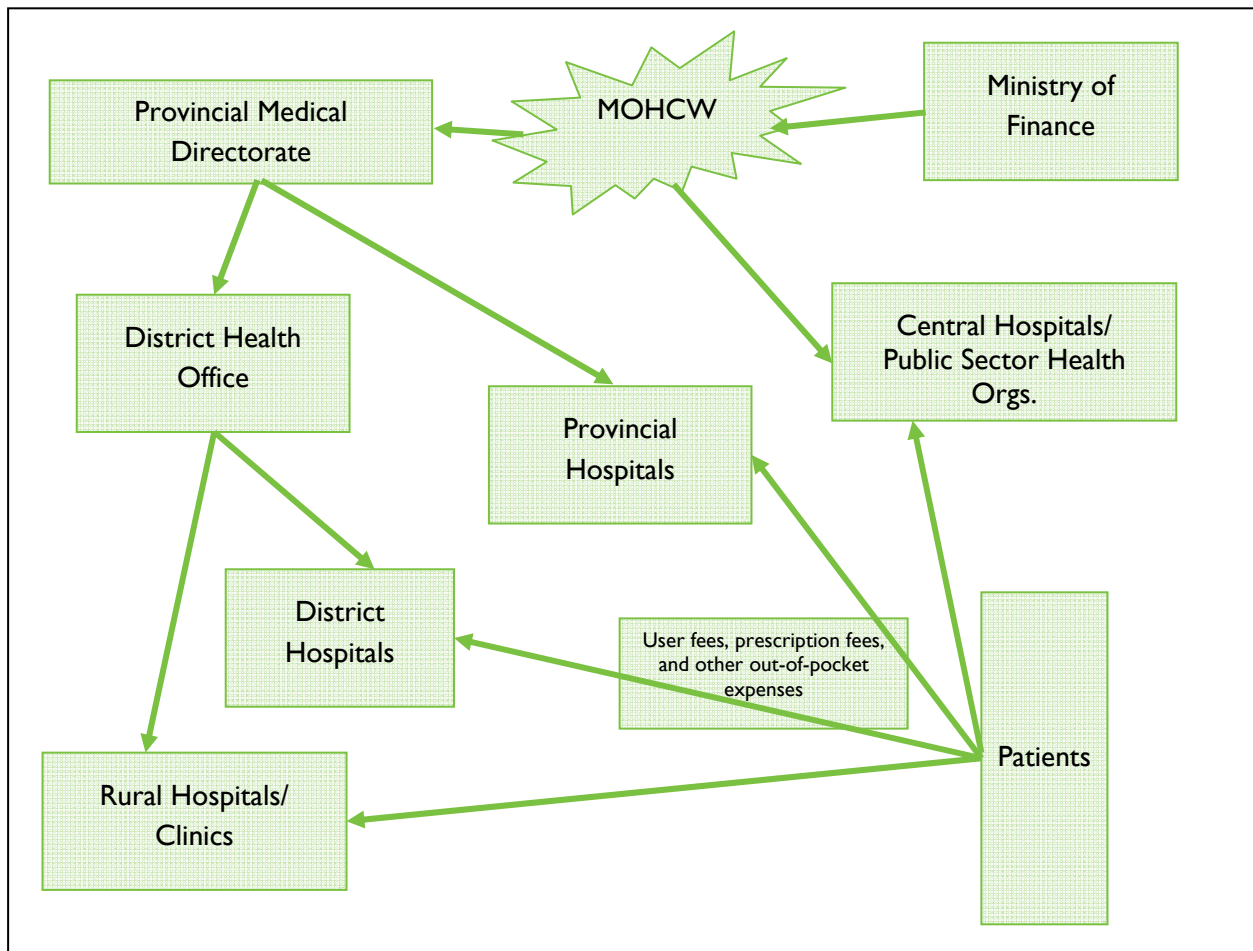 Provincial Medical
Directorate
MOHCW
Ministry of
Finance
District Health
Office
Central Hospitals/
Public Sector Health
Orgs.
Provincial
Hospitals
District
Hospitals
User fees, prescription fees,
and other out-of-pocket
expenses
Patients
Rural Hospitals/
Clinics